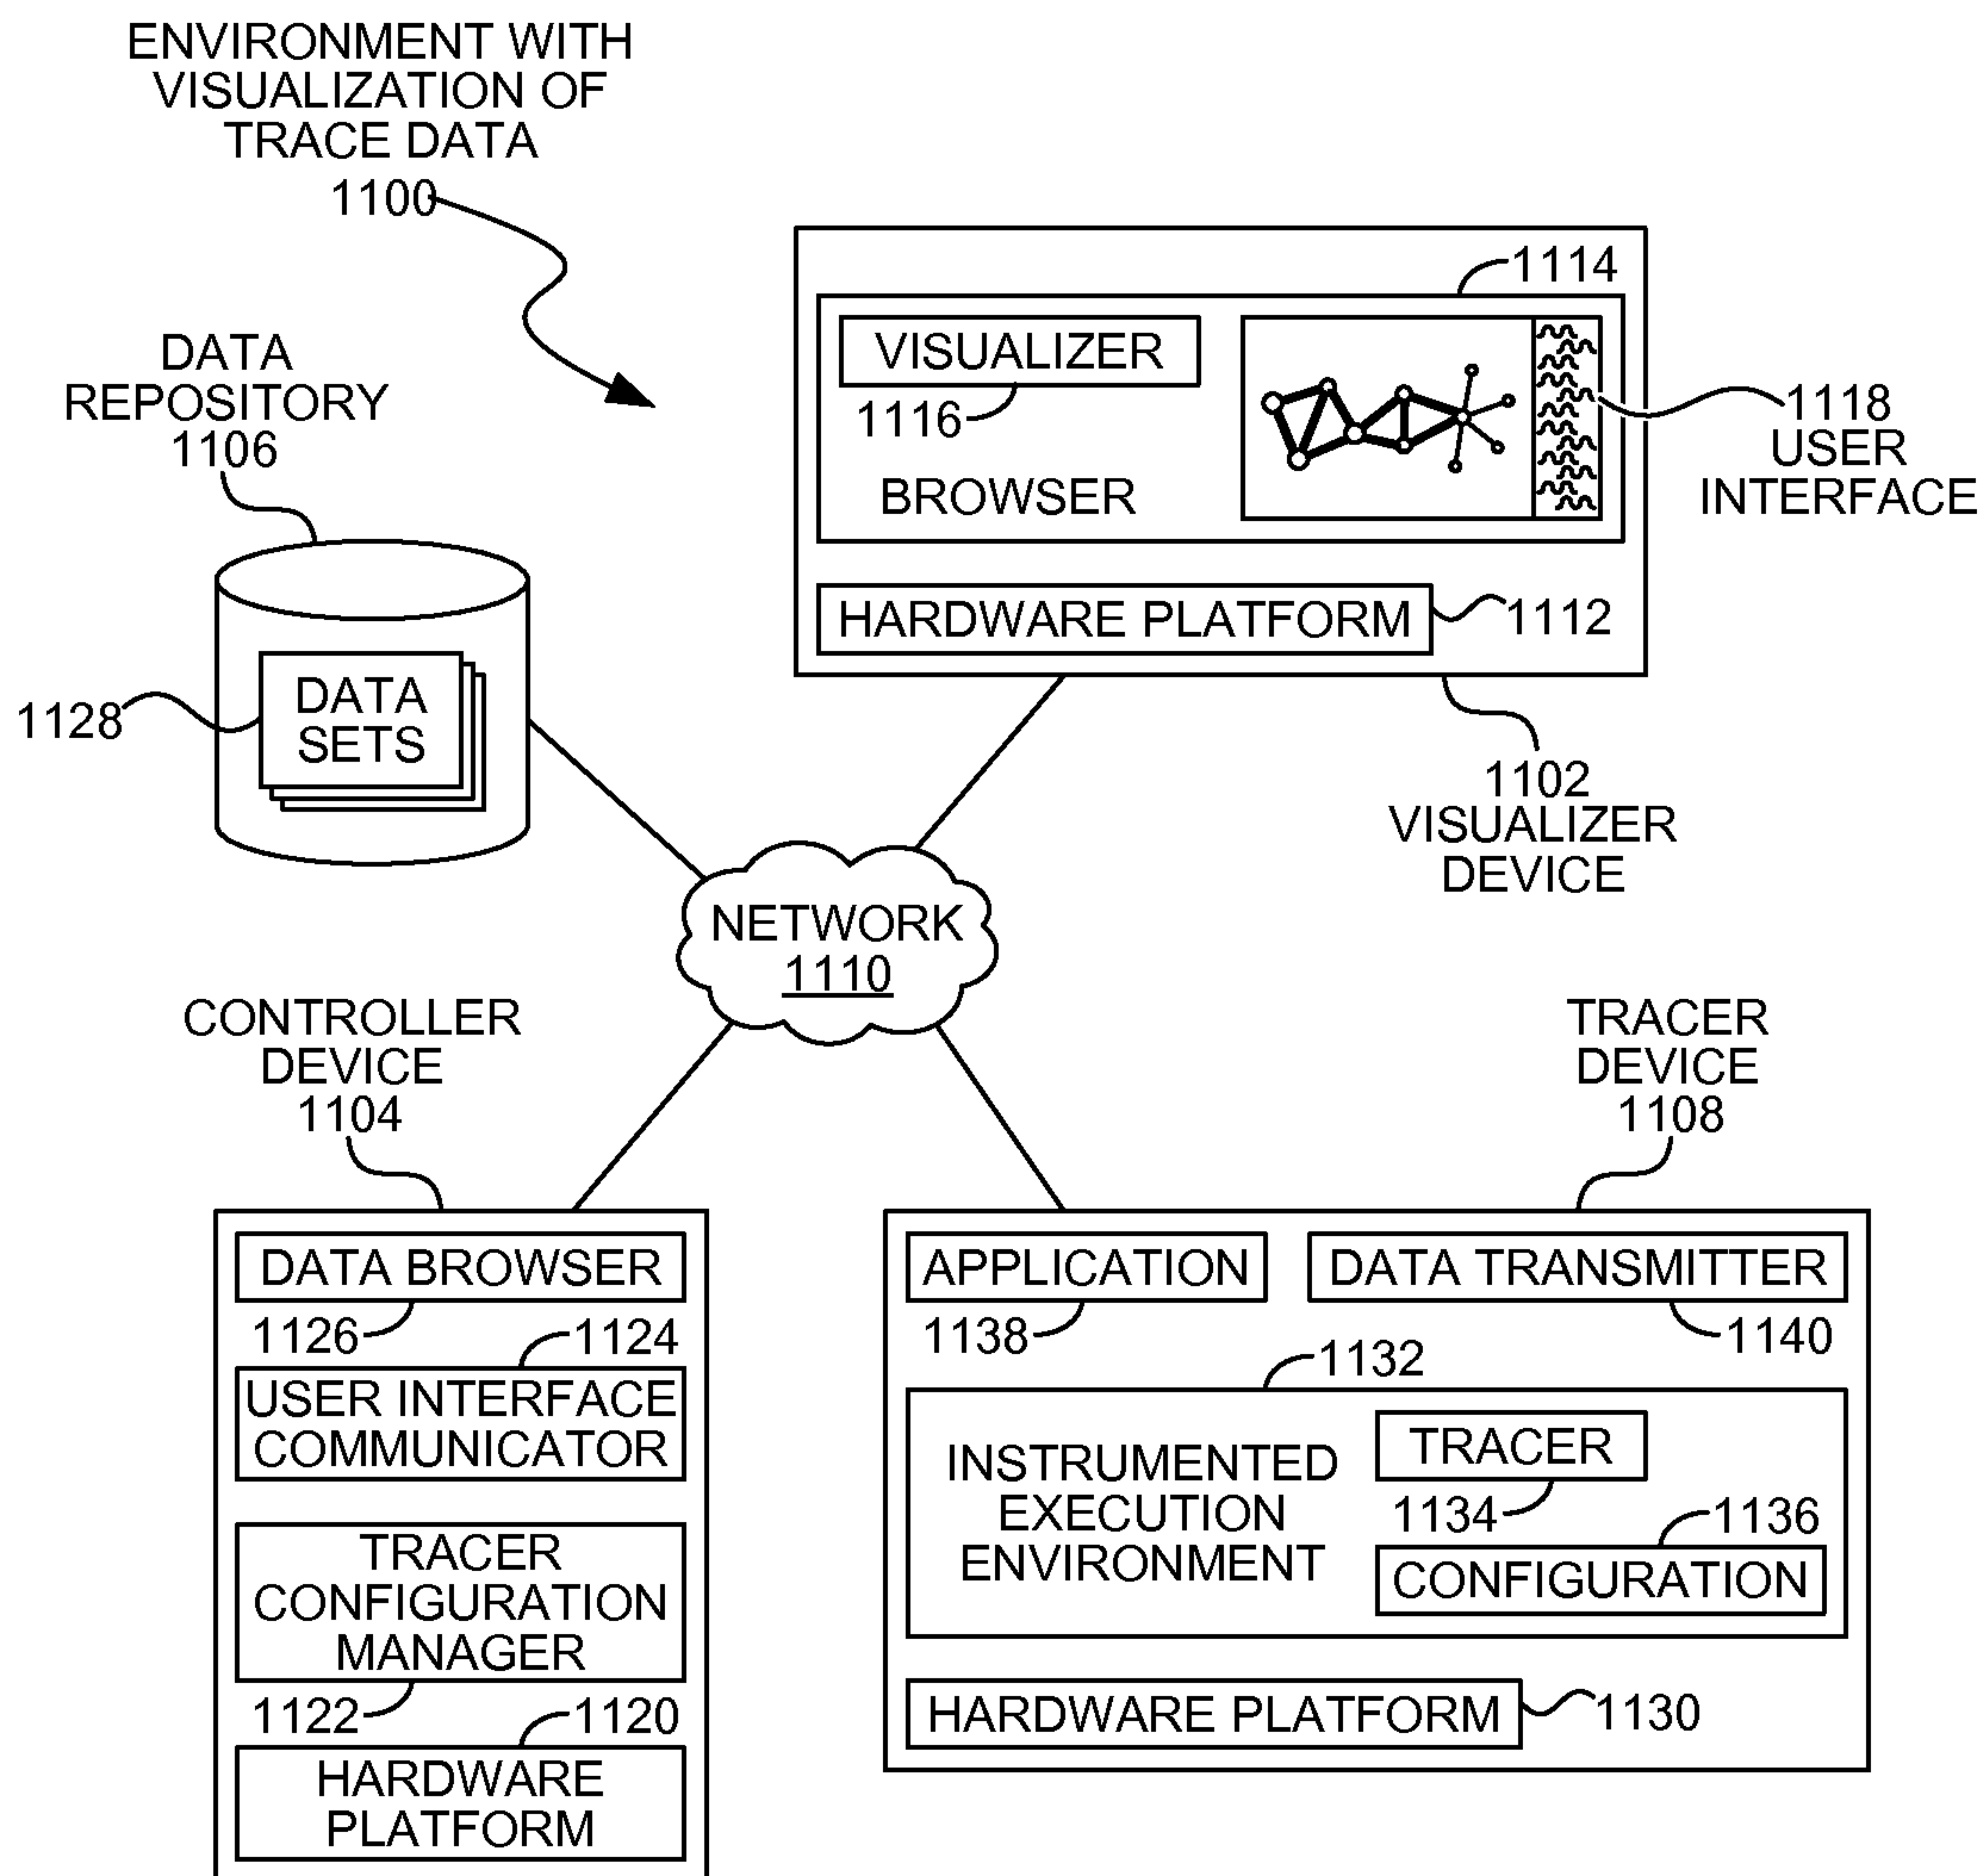 ENVIRONMENT WITH
VISUALIZATION OF
TRACE DATA
1100
1114
VISUALIZER
1116
BROWSER
1118
USER
INTERFACE
HARDWARE PLATFORM
1112
1102
VISUALIZER
DEVICE
DATA
REPOSITORY
1106
DATA
SETS
1128
NETWORK
1110
CONTROLLER
DEVICE
1104
DATA BROWSER
1126
1124
USER INTERFACE
COMMUNICATOR
TRACER
CONFIGURATION
MANAGER
1122
1120
HARDWARE
PLATFORM
TRACER
DEVICE
1108
APPLICATION
1138
DATA TRANSMITTER
1140
1132
INSTRUMENTED
EXECUTION
ENVIRONMENT
TRACER
1134
1136
CONFIGURATION
HARDWARE PLATFORM
1130